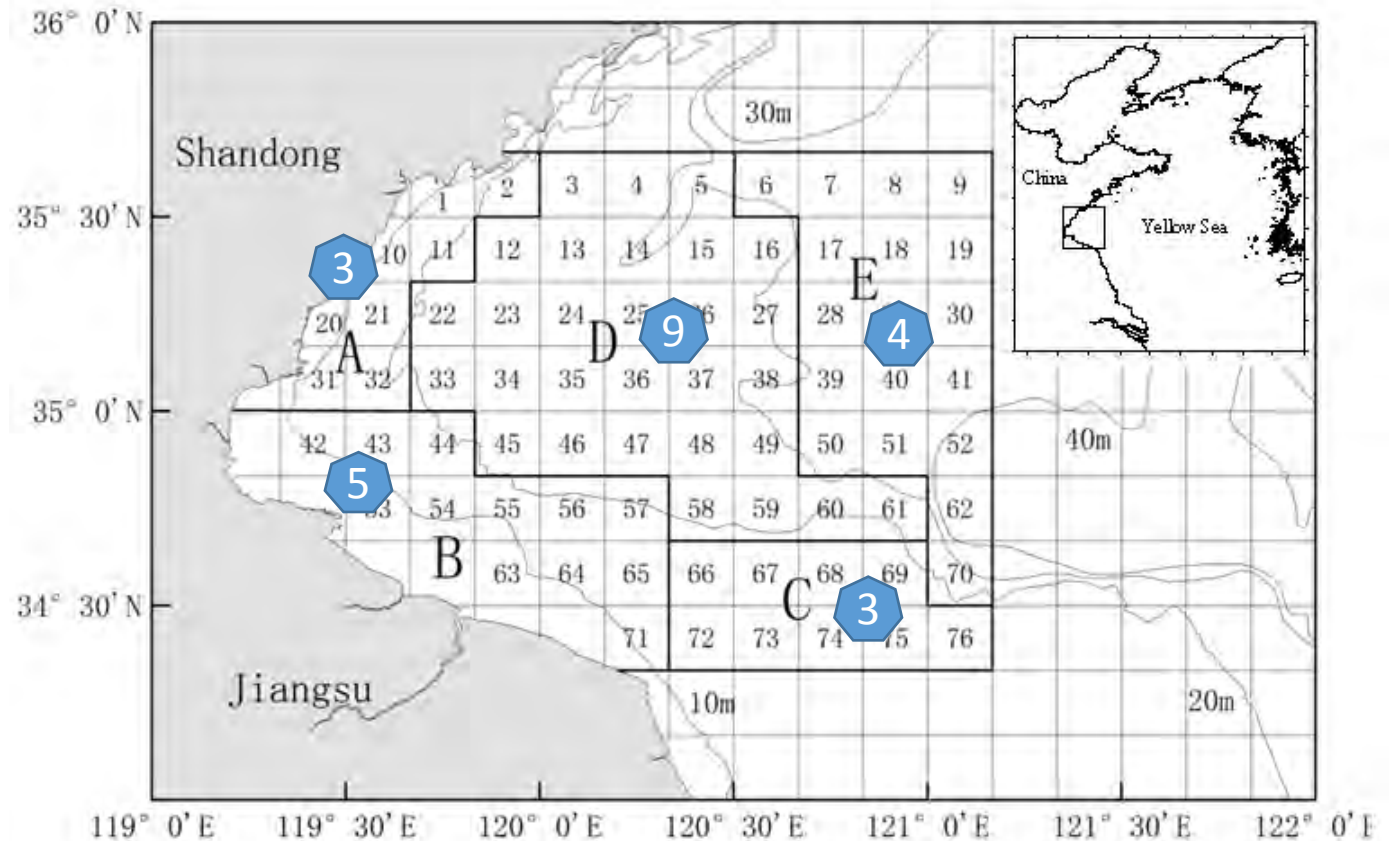 36° 0'N
30m
Shandong
China
Yellow Sea
1 2 3 4 5 6 7 8 9
35° 30'N
10 11 12 13 14 15 16 17 18 19
3
E
20 21 22 23 24 27 28 30
9
4
A
D
31 32 33 34 35 36 37 38 39 40 41
35° 0'N
42 43 44 45 46 47 48 49 50 51 52
40m
5
54 55 56 57 58 59 60 61 62
B
63 64 65 66 67 68 69 70
C
3
34° 30'N
71 72 73 74 75 76
Jiangsu
10m
20m
119° 0'E 119° 30'E 120° 0'E 120° 30'E 121° 0'E 121° 30'E 122° 0'E